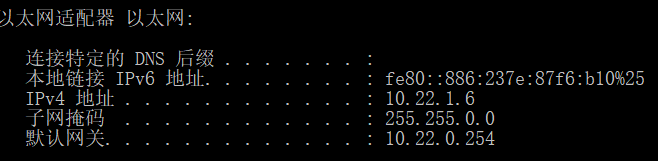 以太网适配器 以太网:
连接特定的 DNS 后缀 . . . . . . . :
本地链接 IPv6 地址. . . . . . . . : fe80::886:237e:87f6:b10%25
IPv4 地址 . . . . . . . . . . . . : 10.22.1.6
子网掩码 . . . . . . . . . . . . : 255.255.0.0
默认网关. . . . . . . . . . . . . : 10.22.0.254